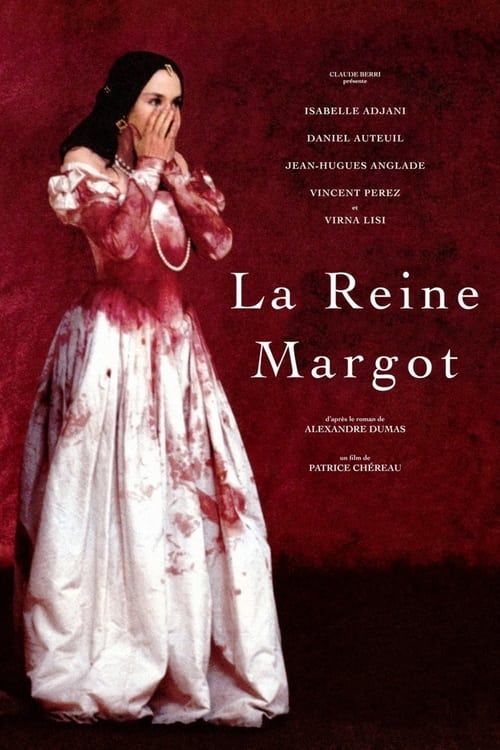 CLAUDE BERRI
présente
ISABELLE ADJANI
DANIEL AUTEUIL
JEAN-HUGUES ANGLADE
VINCENT PEREZ
et
VIRNA LISI
La Reine
Margot
d'après le roman de
ALEXANDRE DUMAS
un film de
PATRICE CHÉREAU